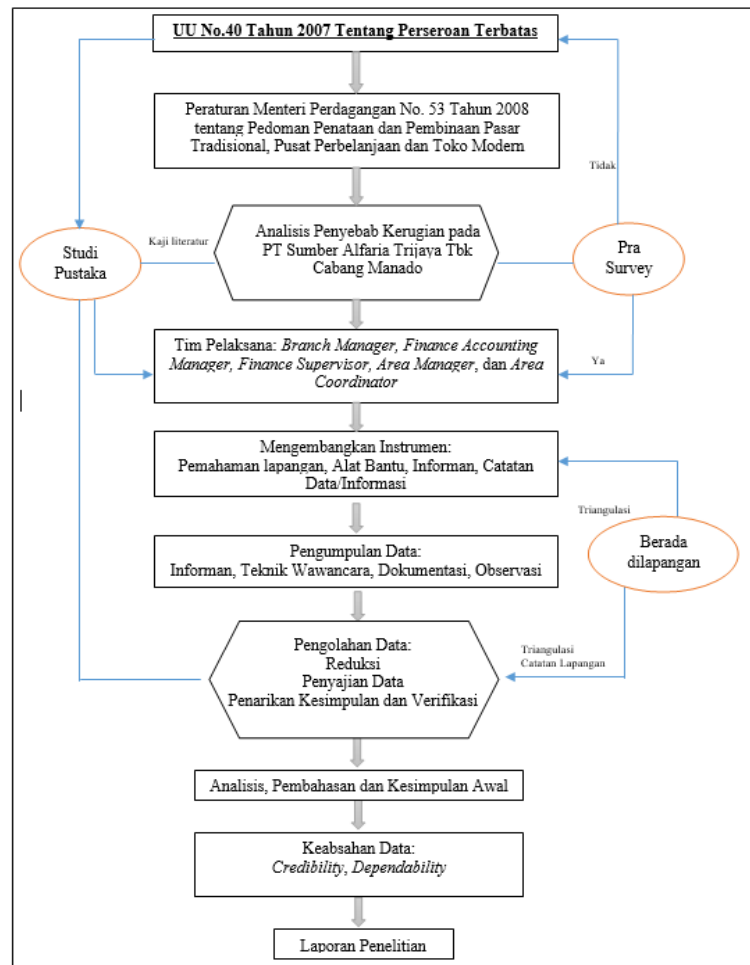 UU No.40 Tahun 2007 Tentang Perseroan Terbatas
Peraturan Menteri Perdagangan No. 53 Tahun 2008
tentang Pedoman Penataan dan Pembinaan Pasar
Tradisional, Pusat Perbelanjaan dan Toko Modern
Tidak
Kaji literatur
Studi
Pustaka
Analisis Penyebab Kerugian pada
PT Sumber Alfaria Trijaya Tbk
Cabang Manado
Pra
Survey
Tim Pelaksana: Branch Manager, Finance Accounting
Manager, Finance Supervisor, Area Manager, dan Area
Coordinator
Ya
Mengembangkan Instrumen:
Pemahaman lapangan, Alat Bantu, Informan, Catatan
Data/Informasi
Triangulasi
Berada
dilapangan
Pengumpulan Data:
Informan, Teknik Wawancara, Dokumentasi, Observasi
Pengolahan Data:
Reduksi
Penyajian Data
Penarikan Kesimpulan dan Verifikasi
Triangulasi
Catatan Lapangan
Analisis, Pembahasan dan Kesimpulan Awal
Keabsahan Data:
Credibility, Dependability
Laporan Penelitian